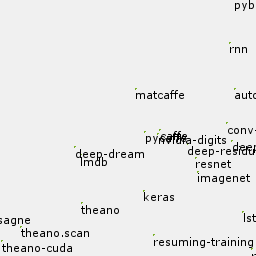 pyb
rnn
matcaffe
auto
conv-
caffe
nvidia-digits
deep
deep-residu
deep-dream
lmdb
resnet
imagenet
keras
theano
lst
sagne
theano.scan
theano-cuda
resuming-training